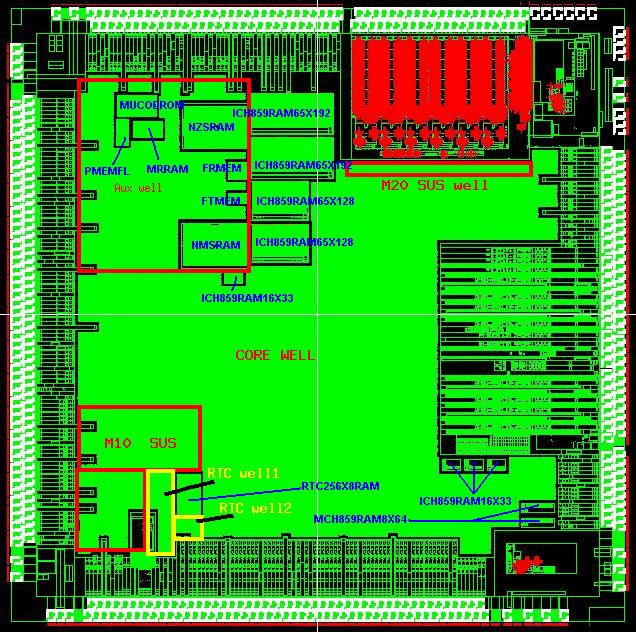 MUCODROM
ICH859RAM65X192
NZSRAM
PMEMFL
MRRAM
FRMEM
ICH859RAM65X192
Aux well
M20 SUS well
FTMEM
ICH859RAM65X128
NMSRAM
ICH859RAM65X128
ICH859RAM16X33
CORE WELL
M10 SUS
RTC well1
RTC256X8RAM
ICH859RAM16X33
RTC well2
MCH859RAM8X64